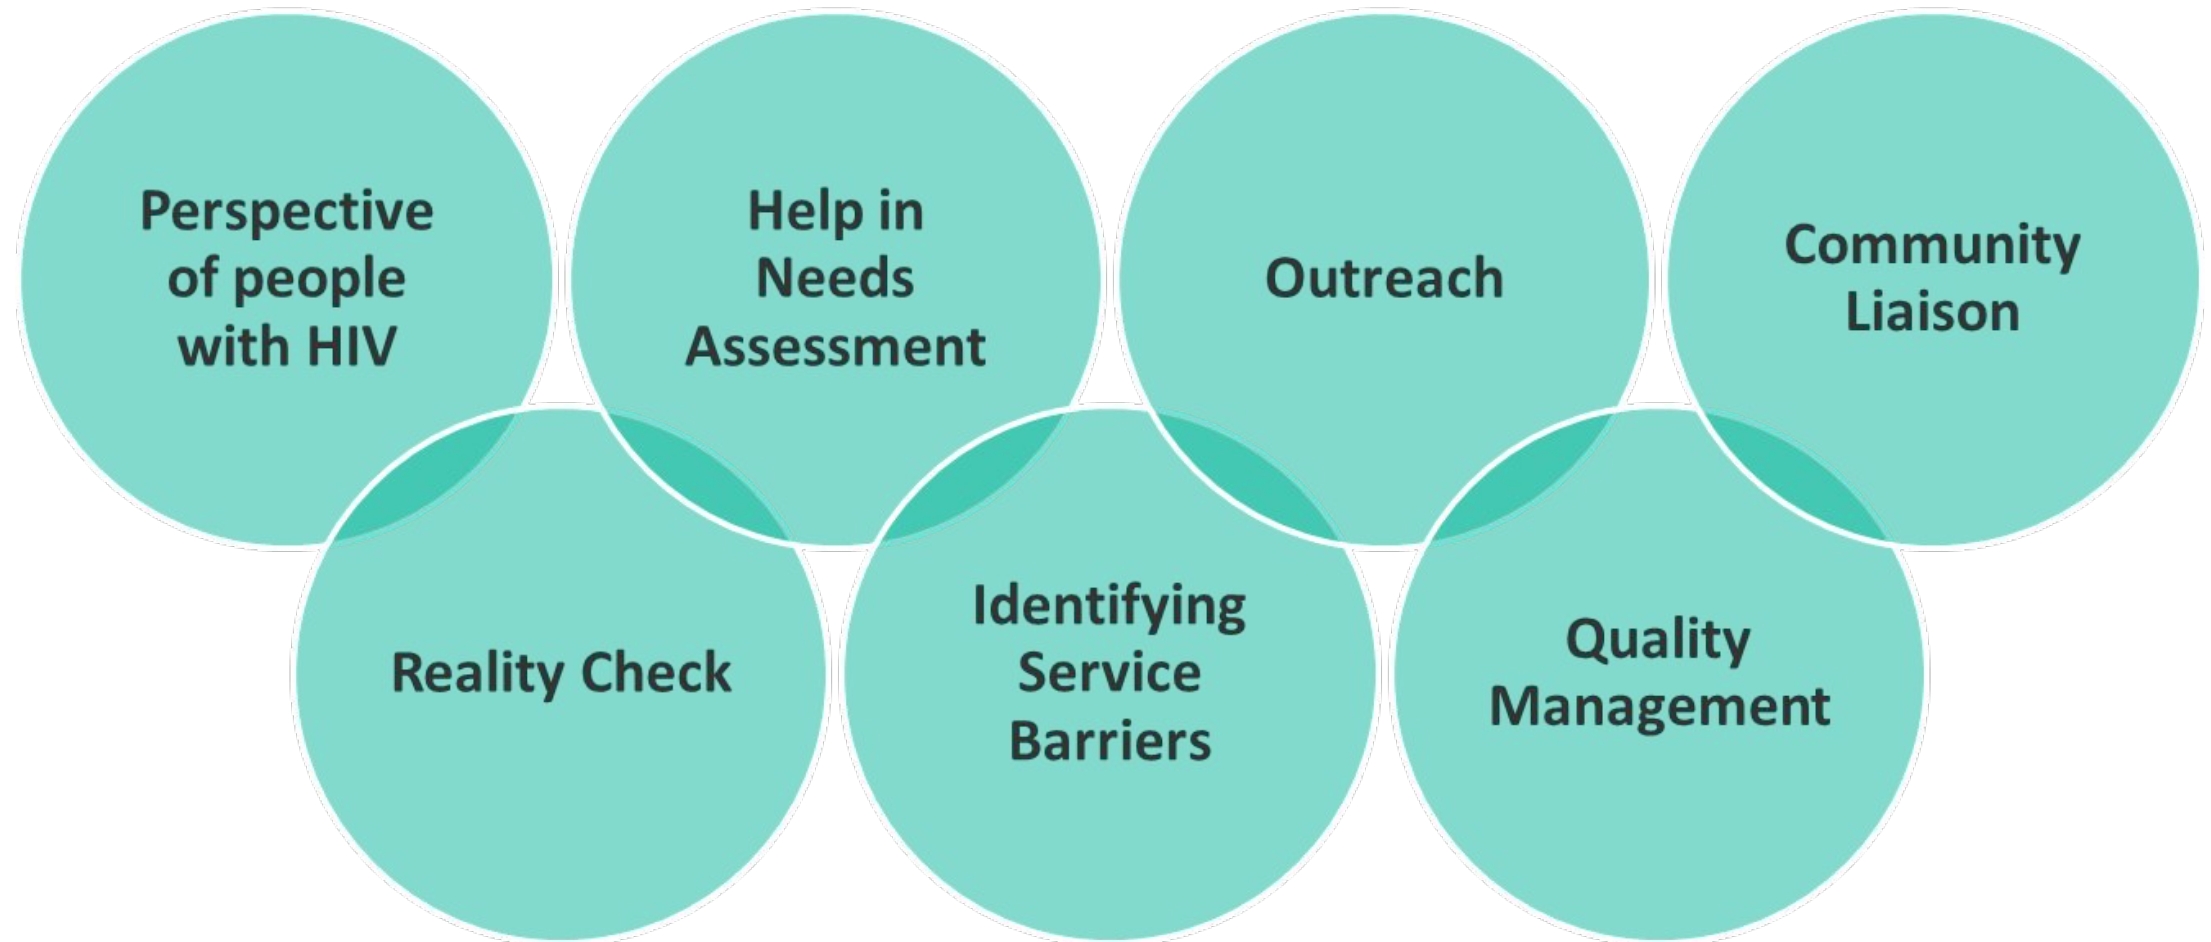 Perspective
of people
with HIV
Help in
Needs
Assessment
Outreach
Community
Liaison
Reality Check
Identifying
Service
Barriers
Quality
Management